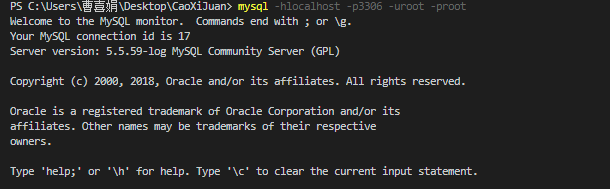 PS C:\Users\曹喜娟\Desktop\CaoXiJuan> mysql -hlocalhost -p3306 -uroot -proot
Welcome to the MySQL monitor.  Commands end with ; or \g.
Your MySQL connection id is 17
Server version: 5.5.59-log MySQL Community Server (GPL)
Copyright (c) 2000, 2018, Oracle and/or its affiliates. All rights reserved.
Oracle is a registered trademark of Oracle Corporation and/or its
affiliates. Other names may be trademarks of their respective
owners.
Type 'help;' or '\h' for help. Type '\c' to clear the current input statement.